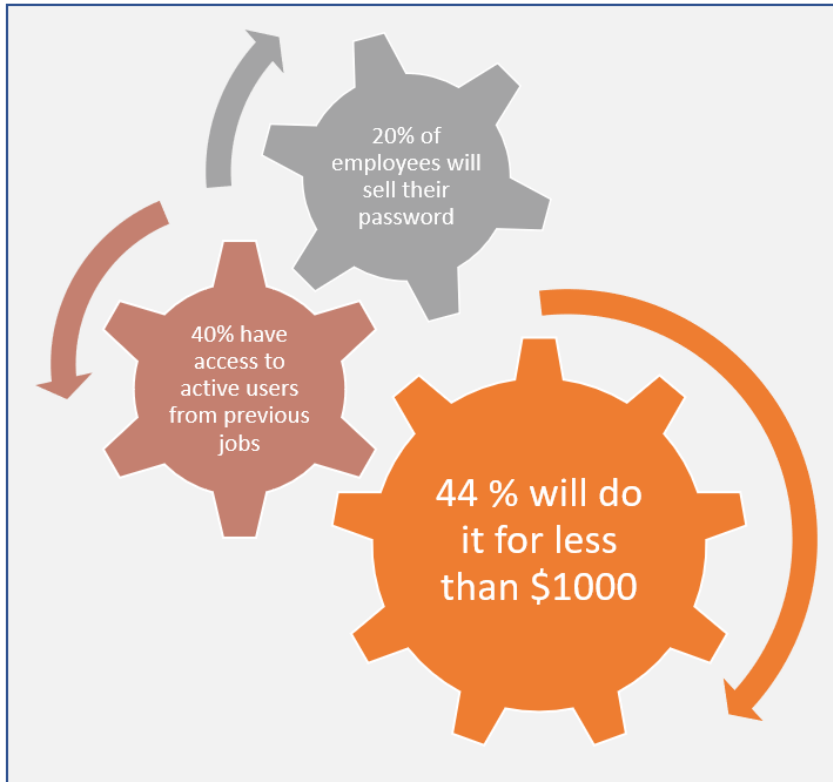 20% of
employees will
sell their
password
40% have
access to
active users
from previous
jobs
44 % will do
it for less
than $1000